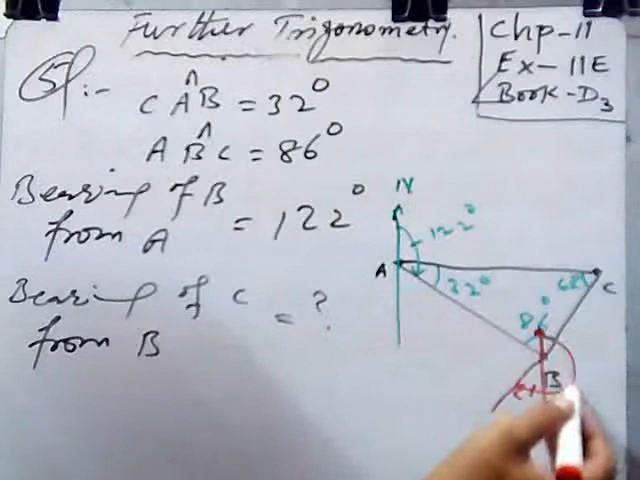 Further Trigonometry.
Chp-11
Ex-11E
Book-D3
Q5:-
CÂB = 32°
AB̂C = 86°
Bearing of B from A = 122°
Bearing of C from B = ?
N
122°
A
32°
C
86°
B